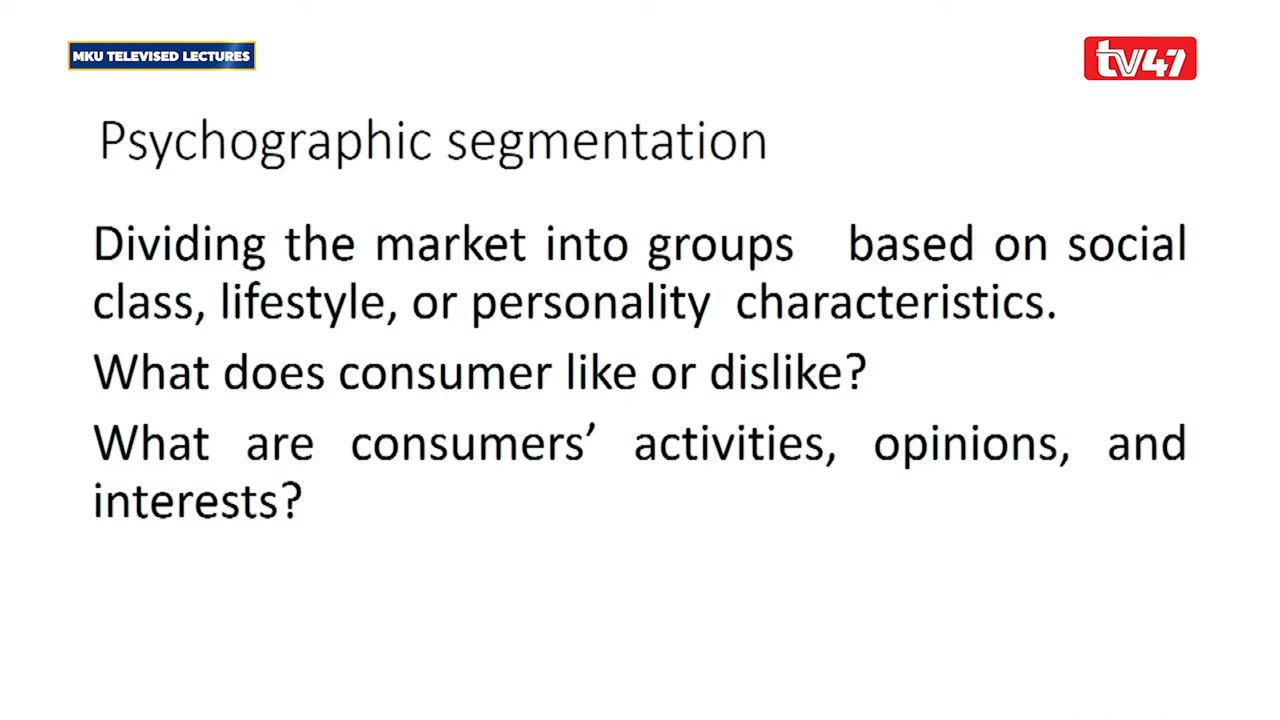 MKU TELEVISED LECTURES
tv47
Psychographic segmentation
Dividing the market into groups based on social
class, lifestyle, or personality characteristics.
What does consumer like or dislike?
What are consumers’ activities, opinions, and
interests?